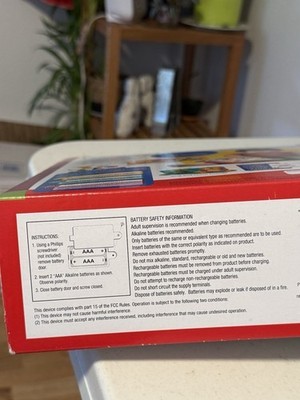 BATTERY SAFETY INFORMATION
Adult supervision is recommended when changing batteries.
Alkaline batteries recommended.
Only batteries of the same or equivalent type as recommended are to be used.
Insert batteries with the correct polarity as indicated on product.
Remove exhausted batteries promptly.
Do not mix alkaline, standard, rechargeable or old and new batteries.
Rechargeable batteries must be removed from product before charging.
Rechargeable batteries must be charged under adult supervision.
Do not attempt to recharge non-rechargeable batteries.
Do not short circuit the supply terminals.
Dispose of batteries safely. Batteries may explode or leak if disposed of in a fire.
INSTRUCTIONS:
1. Using a Philips
screwdriver
(not included)
remove battery
door.
AAA
AAA
2. Insert 2 "AAA" Alkaline batteries as shown.
Observe polarity.
3. Close battery door and screw closed.
This device complies with part 15 of the FCC Rules. Operation is subject to the following two conditions:
(1) This device may not cause harmful interference.
(2) This device must accept any interference received, including interference that may cause undesired operation.